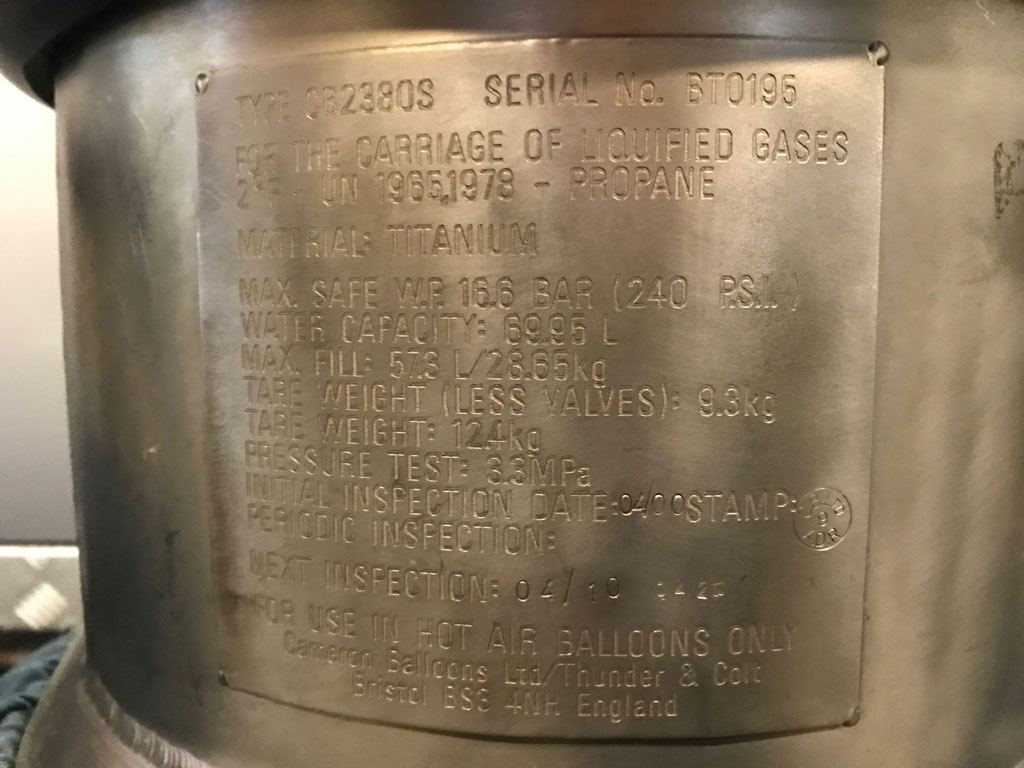 TYPE CB2380S SERIAL No. BT0195
FOR THE CARRIAGE OF LIQUIFIED GASES
2°F - UN 1965,1978 - PROPANE
MATERIAL: TITANIUM
MAX. SAFE W.P. 16.6 BAR (240 P.S.I.)
WATER CAPACITY: 69.95 L
MAX. FILL: 57.3 L/28.65kg
TARE WEIGHT (LESS VALVES): 9.3kg
TARE WEIGHT: 12.4kg
PRESSURE TEST: 3.3MPa
INITIAL INSPECTION DATE: 04/00 STAMP:
PERIODIC INSPECTION:
NEXT INSPECTION: 04/10
FOR USE IN HOT AIR BALLOONS ONLY
Cameron Balloons Ltd/Thunder & Colt
Bristol BS3 4NH England